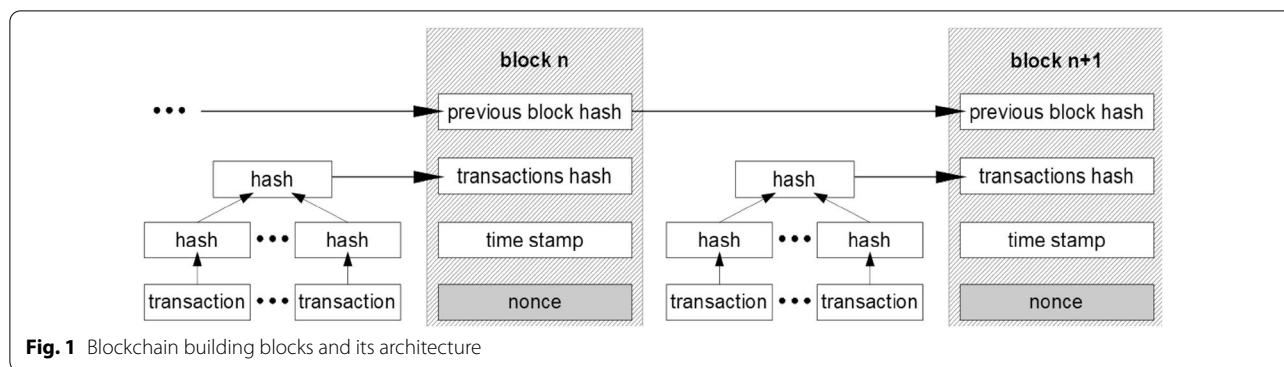 block n block n+1
••• previous block hash previous block hash
hash transactions hash hash transactions hash
hash ••• hash time stamp hash ••• hash time stamp
transaction ••• transaction nonce transaction ••• transaction nonce
Fig. 1 Blockchain building blocks and its architecture